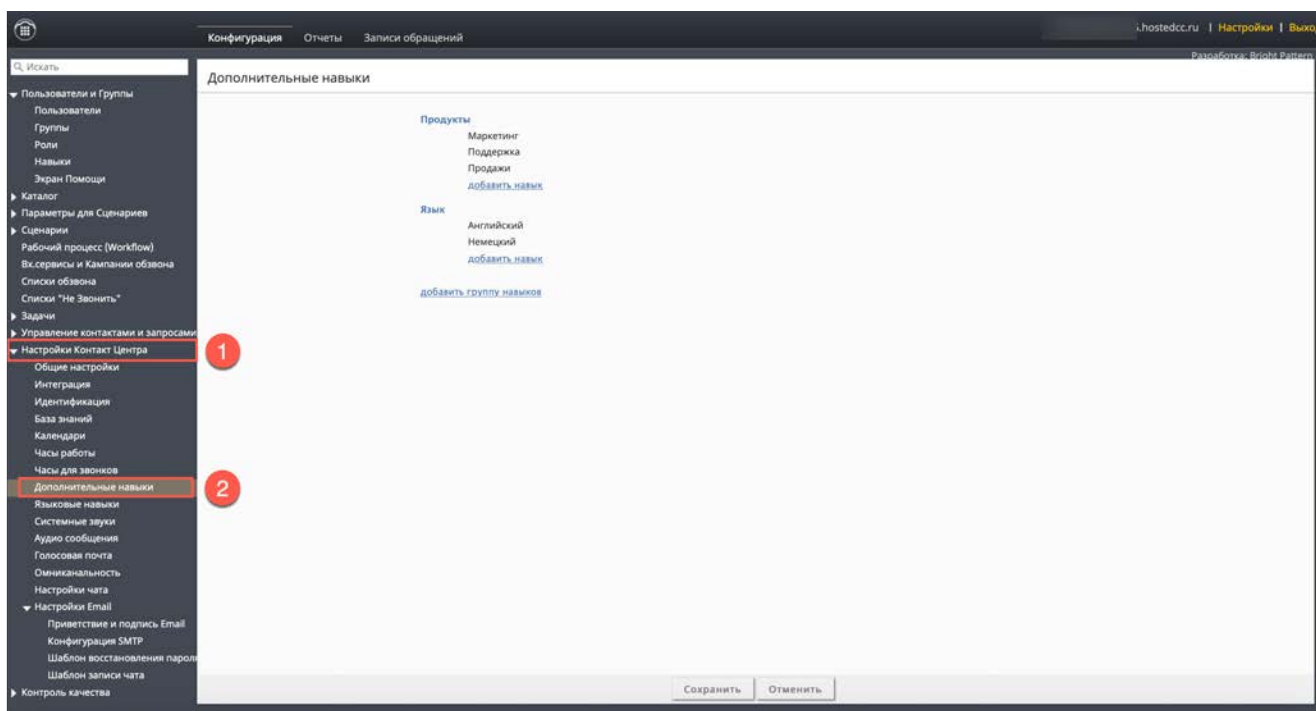 Конфигурация Отчеты Записи обращений
.hostedcc.ru | Настройки | Выхо
Разработка: Bright Pattern
Искать
Дополнительные навыки
Пользователи и Группы
Пользователи
Группы
Роли
Навыки
Экран Помощи
Каталог
Параметры для Сценариев
Сценарии
Рабочий процесс (Workflow)
Вх.сервисы и Кампании обзвона
Списки обзвона
Списки "Не Звонить"
Задачи
Управление контактами и запросами
Настройки Контакт Центра
1
Общие настройки
Интеграция
Идентификация
База знаний
Календари
Часы работы
Часы для звонков
Дополнительные навыки
2
Языковые навыки
Системные звуки
Аудио сообщения
Голосовая почта
Омниканальность
Настройки чата
Настройки Email
Приветствие и подпись Email
Конфигурация SMTP
Шаблон восстановления парол
Шаблон записи чата
Контроль качества
Продукты
Маркетинг
Поддержка
Продажи
добавить навык
Язык
Английский
Немецкий
добавить навык
добавить группу навыков
Сохранить Отменить